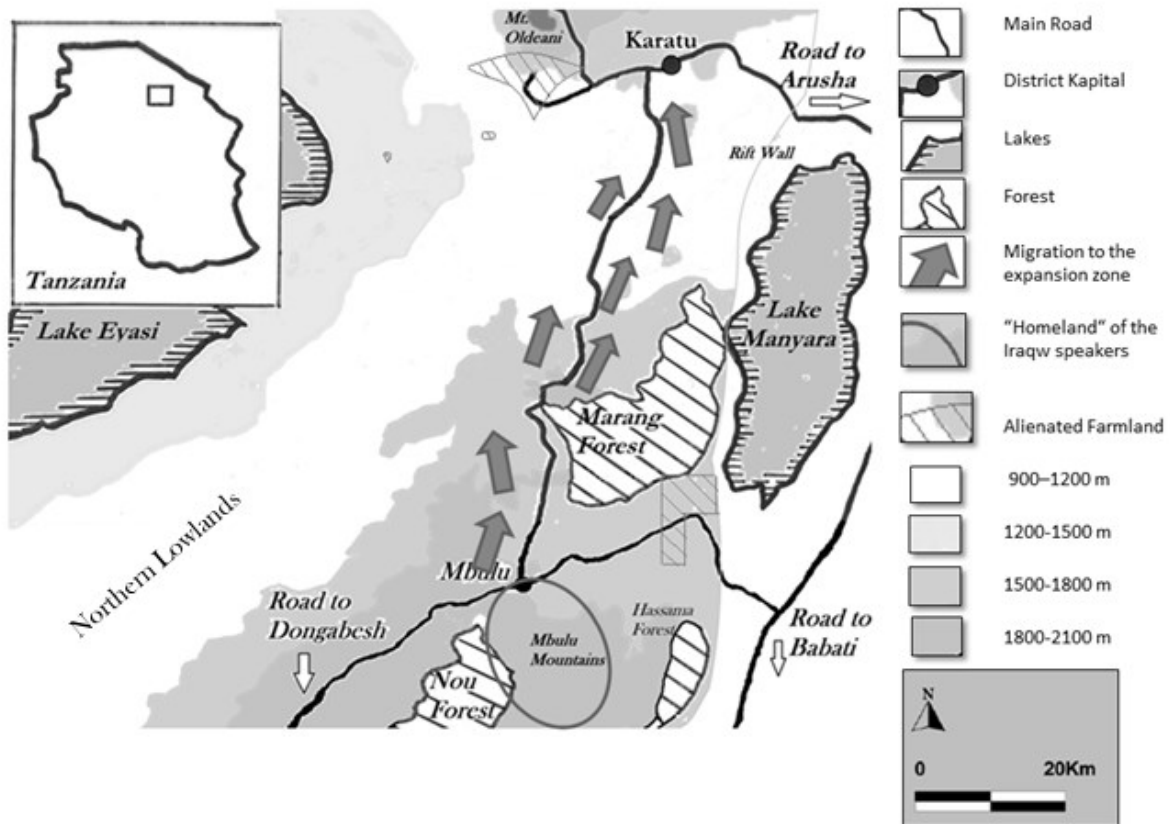 Mt.
Oldeani
Karatu
Road to
Arusha
Rift Wall
Tanzania
Lake Eyasi
Lake
Manyara
Marang
Forest
Northern Lowlands
Mbulu
Road to
Dongabesh
Mbulu
Mountains
Hassama
Forest
Road to
Babati
Nou
Forest
Main Road
District Kapital
Lakes
Forest
Migration to the
expansion zone
“Homeland” of the
Iraqw speakers
Alienated Farmland
900–1200 m
1200-1500 m
1500-1800 m
1800-2100 m
N
0 20Km